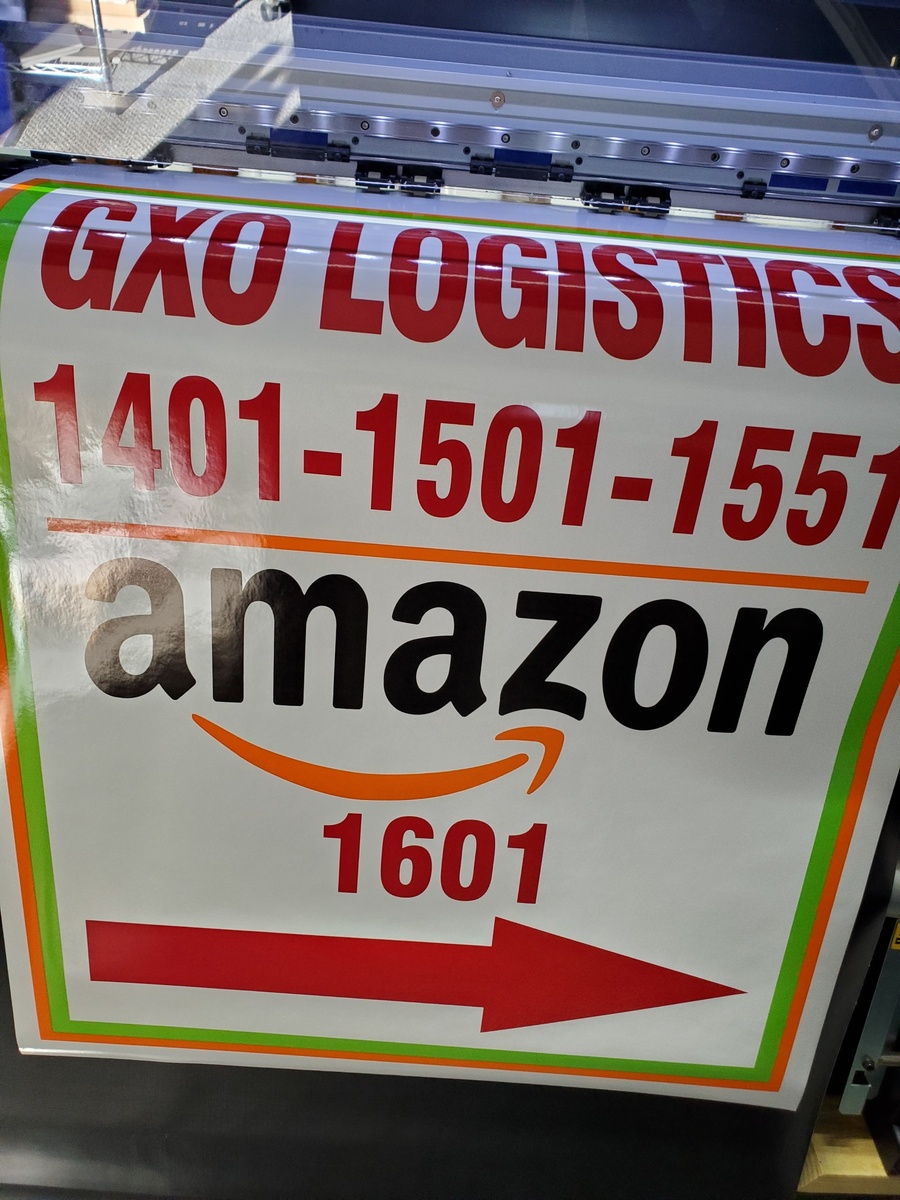 GXO LOGISTICS
1401-1501-1551
amazon
1601